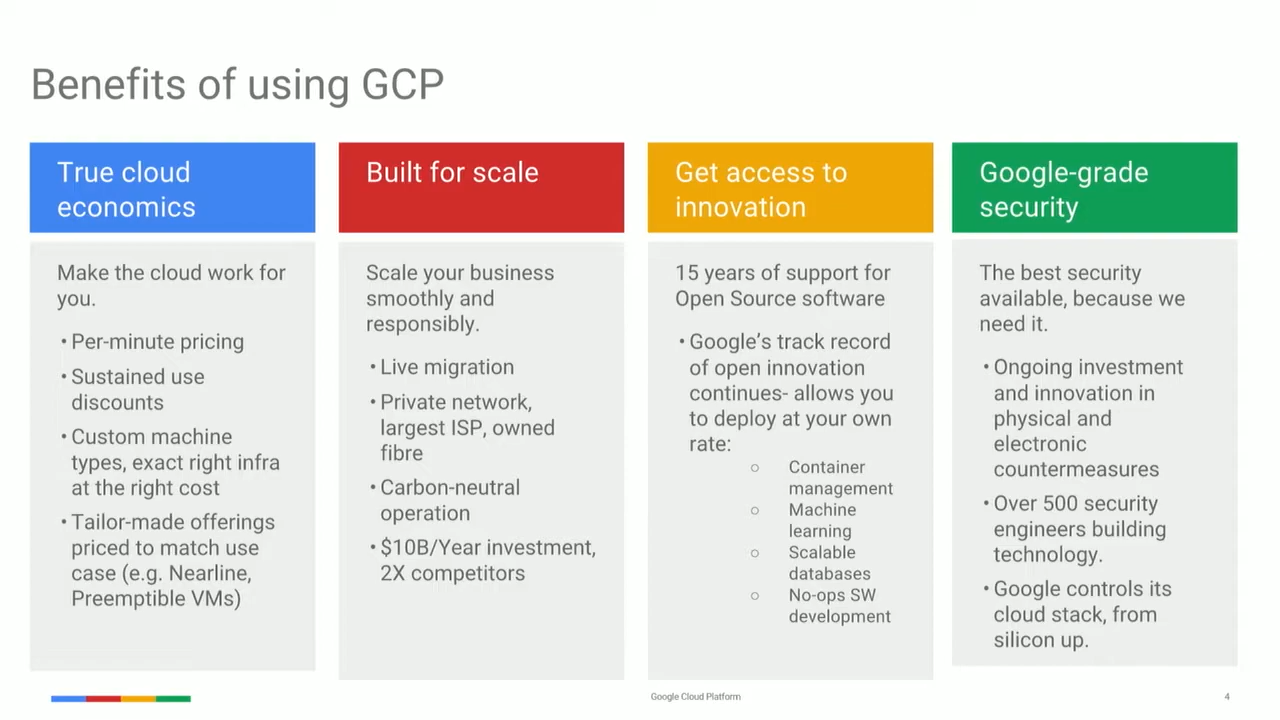 Benefits of using GCP
True cloud
economics
Make the cloud work for
you.
• Per-minute pricing
• Sustained use
discounts
• Custom machine
types, exact right infra
at the right cost
• Tailor-made offerings
priced to match use
case (e.g. Nearline,
Preemptible VMs)
Built for scale
Scale your business
smoothly and
responsibly.
• Live migration
• Private network,
largest ISP, owned
fibre
• Carbon-neutral
operation
• $10B/Year investment,
2X competitors
Get access to
innovation
15 years of support for
Open Source software
• Google’s track record
of open innovation
continues- allows you
to deploy at your own
rate:
○ Container
management
○ Machine
learning
○ Scalable
databases
○ No-ops SW
development
Google-grade
security
The best security
available, because we
need it.
• Ongoing investment
and innovation in
physical and
electronic
countermeasures
• Over 500 security
engineers building
technology.
• Google controls its
cloud stack, from
silicon up.
Google Cloud Platform
4